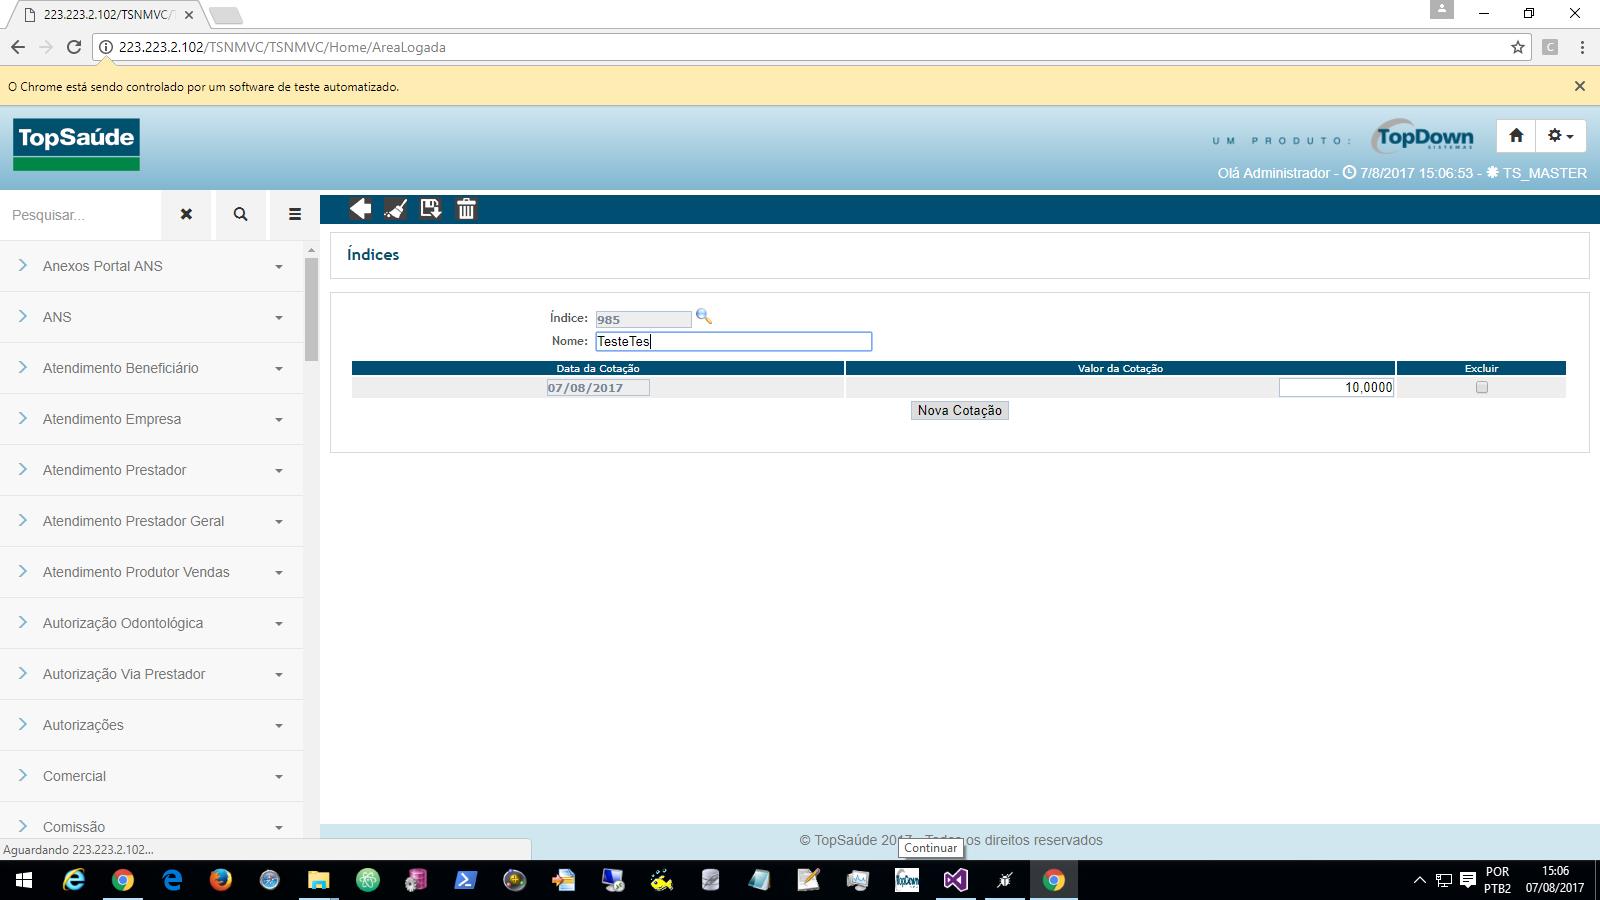 223.223.2.102/TSNMVC/T
223.223.2.102/TSNMVC/TSNMVC/Home/AreaLogada
C
O Chrome está sendo controlado por um software de teste automatizado.
TopSaúde
UM PRODUTO:
TopDown
SISTEMAS
Olá Administrador - 7/8/2017 15:06:53 - TS_MASTER
Pesquisar...
Anexos Portal ANS
ANS
Atendimento Beneficiário
Atendimento Empresa
Atendimento Prestador
Atendimento Prestador Geral
Atendimento Produtor Vendas
Autorização Odontológica
Autorização Via Prestador
Autorizações
Comercial
Comissão
Índices
Índice: 985
Nome: TesteTes
Data da Cotação Valor da Cotação Excluir
07/08/2017 10,0000
Nova Cotação
© TopSaúde os direitos reservados
Continuar
Aguardando 223.223.2.102...
TopDown
POR
PTB2
15:06
07/08/2017